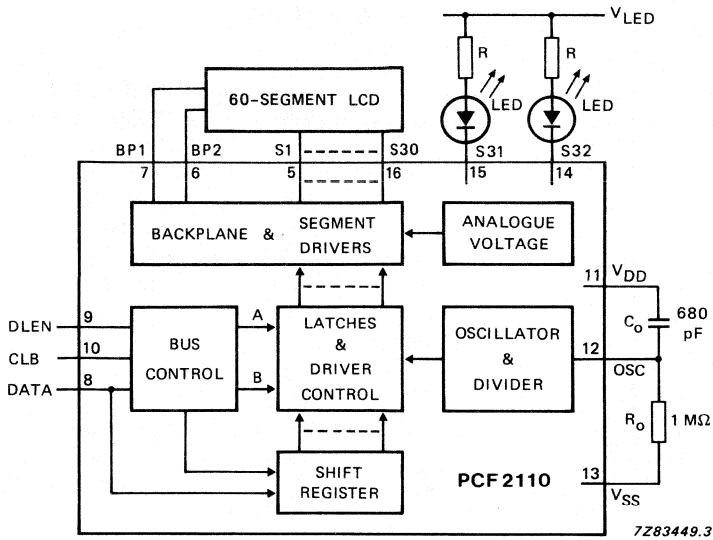 V_LED
R
R
LED
LED
60-SEGMENT LCD
BP1
BP2
S1
S30
S31
S32
7
6
5
16
15
14
BACKPLANE & SEGMENT DRIVERS
ANALOGUE
VOLTAGE
11
V_DD
C_o
680
pF
DLEN
9
CLB
10
DATA
8
BUS
CONTROL
A
B
LATCHES
&
DRIVER
CONTROL
OSCILLATOR
&
DIVIDER
12
OSC
R_o
1 MΩ
SHIFT
REGISTER
PCF2110
13
V_SS
7Z83449.3